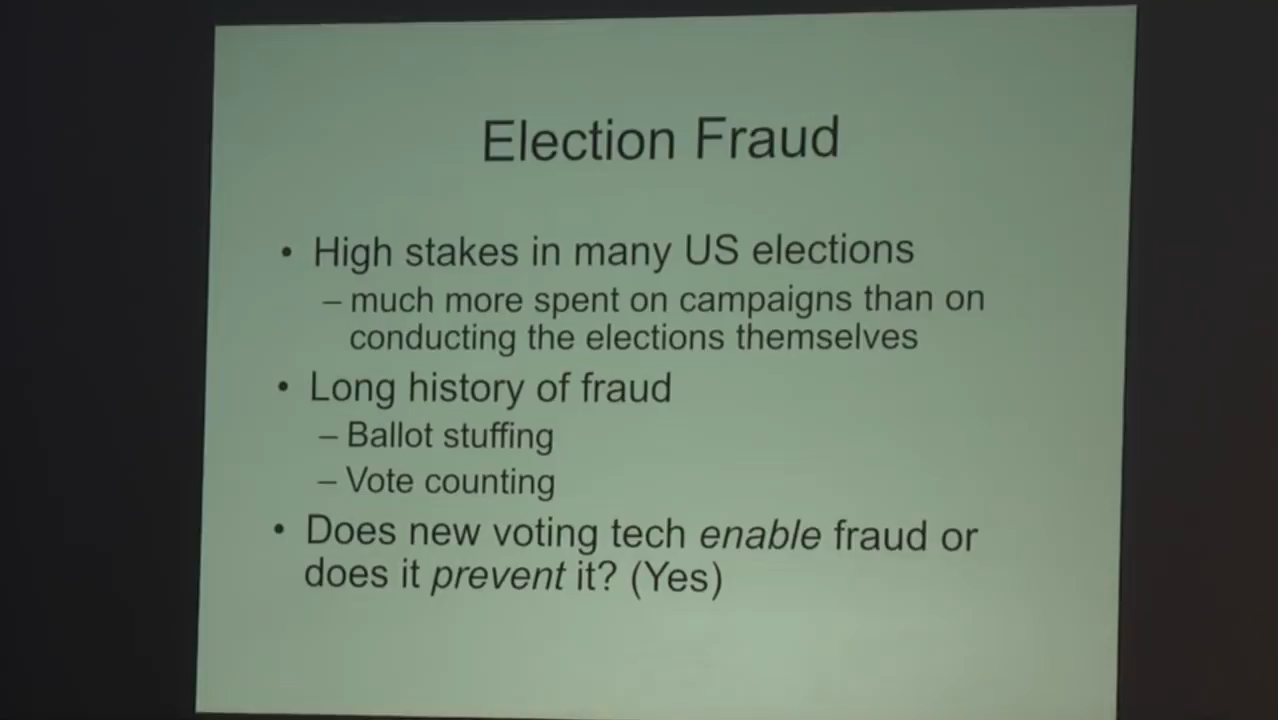 Election Fraud
• High stakes in many US elections
– much more spent on campaigns than on
conducting the elections themselves
• Long history of fraud
– Ballot stuffing
– Vote counting
• Does new voting tech enable fraud or
does it prevent it? (Yes)